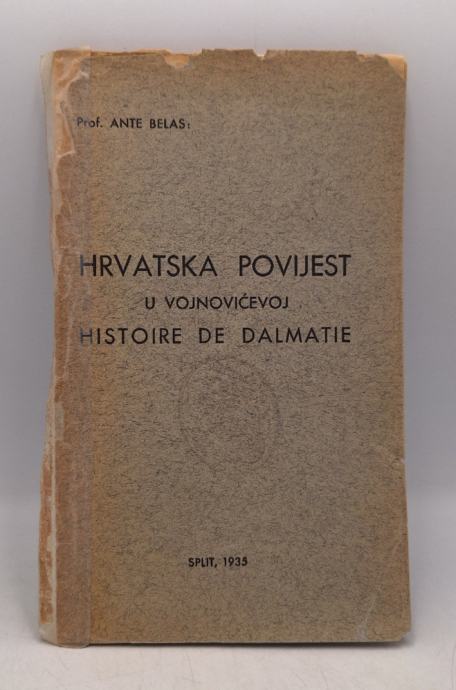 Prof. ANTE BELAS:
HRVATSKA POVIJEST
U VOJNOVIĆEVOJ
HISTOIRE DE DALMATIE
SPLIT, 1935